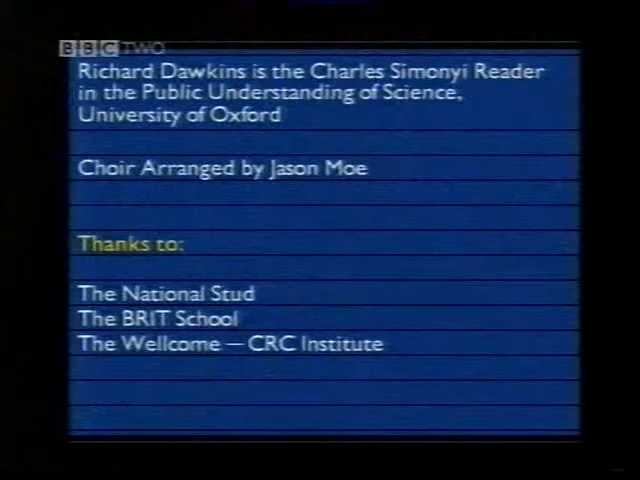 BBC TWO
Richard Dawkins is the Charles Simonyi Reader
in the Public Understanding of Science,
University of Oxford
Choir Arranged by Jason Moe
Thanks to:
The National Stud
The BRIT School
The Wellcome – CRC Institute